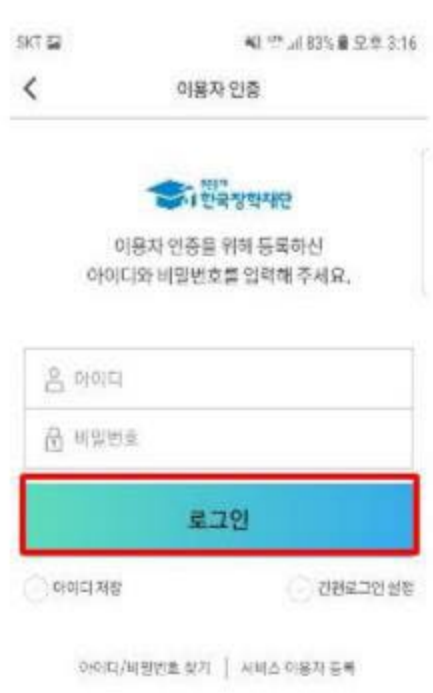 SKT 83% 오후 3:16
이용자 인증
한국장학재단
이용자 인증을 위해 등록하신
아이디와 비밀번호를 입력해 주세요.
아이디
비밀번호
로그인
아이디 저장 간편로그인 설정
아이디/비밀번호 찾기 | 서비스 이용자 등록